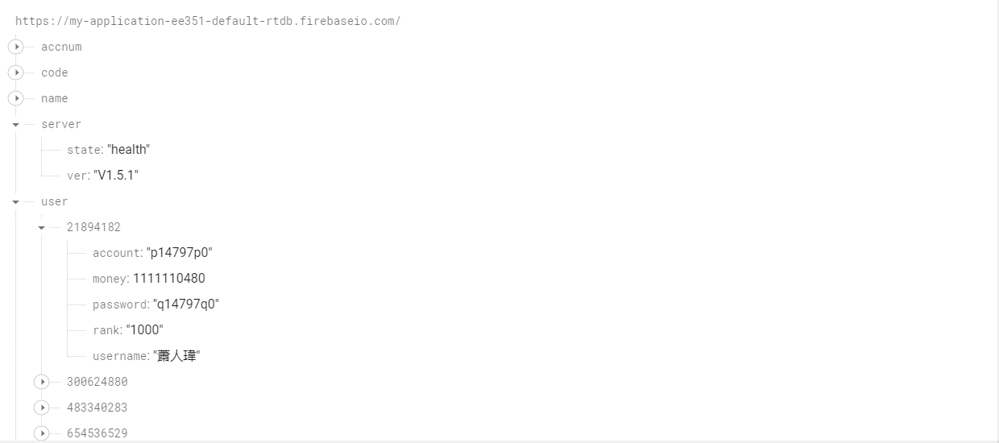 https://my-application-ee351-default-rtdb.firebaseio.com/
accnum
code
name
server
state: "health"
ver: "V1.5.1"
user
21894182
account: "p14797p0"
money: 1111110480
password: "q14797q0"
rank: "1000"
username: "蕭人瑋"
300624880
483340283
654536529